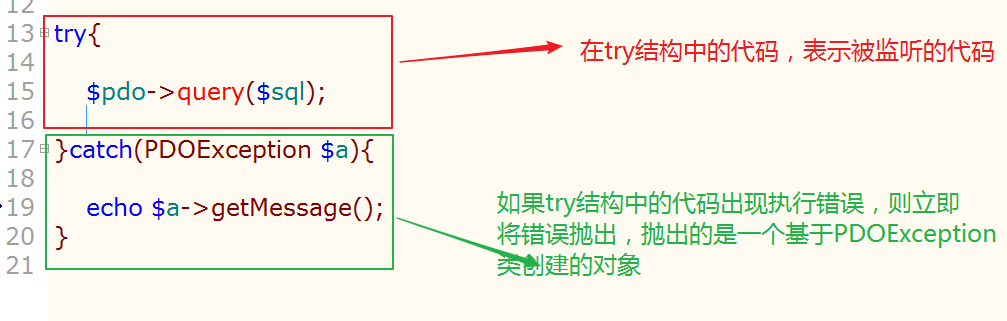 12
13 try{
在try结构中的代码，表示被监听的代码
14
15 $pdo->query($sql);
16
17 }catch(PDOException $a){
18
19 echo $a->getMessage();
20 }
21
如果try结构中的代码出现执行错误，则立即
将错误抛出，抛出的是一个基于PDOException
类创建的对象